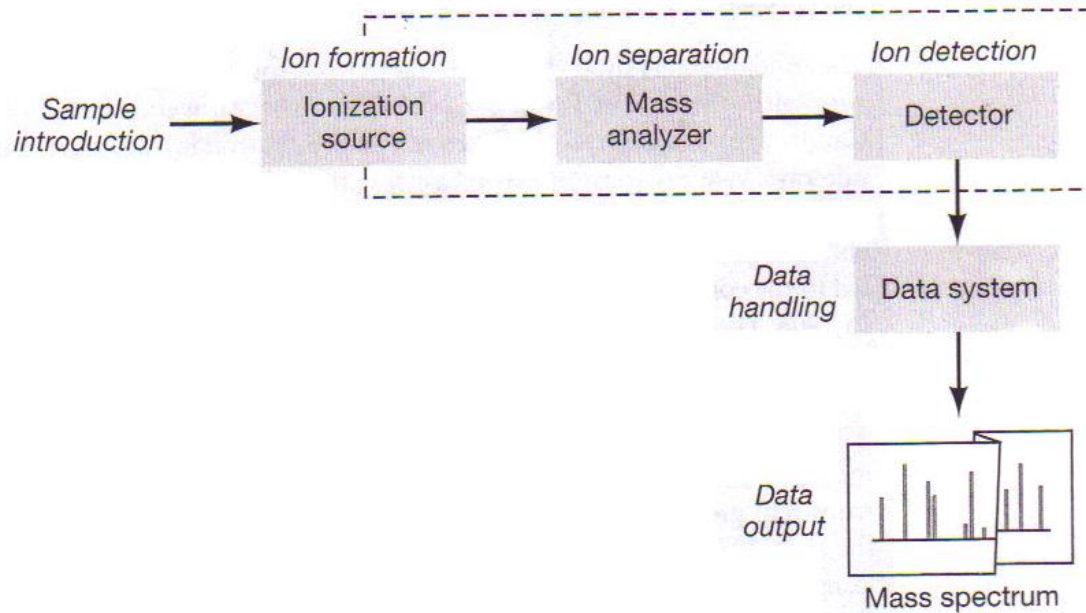 Ion formation
Ion separation
Ion detection
Sample
introduction
Ionization
source
Mass
analyzer
Detector
Data
handling
Data system
Data
output
Mass spectrum